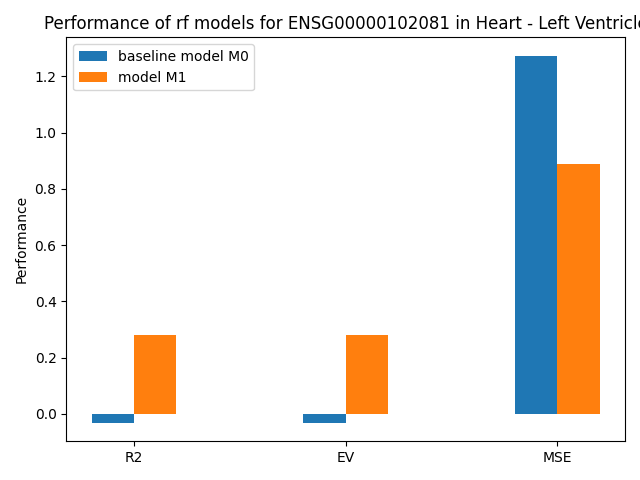 Performance of rf models for ENSG00000102081 in Heart - Left Ventricle
baseline model M0
model M1
Performance
1.2
1.0
0.8
0.6
0.4
0.2
0.0
R2 EV MSE